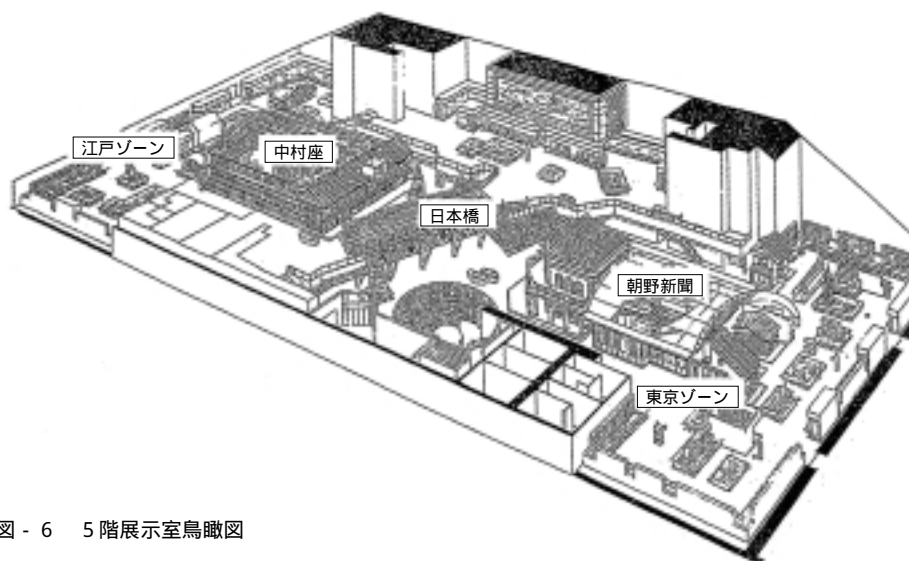 江戸ゾーン
中村座
日本橋
朝野新聞
東京ゾーン
図 - 6　5階展示室鳥瞰図